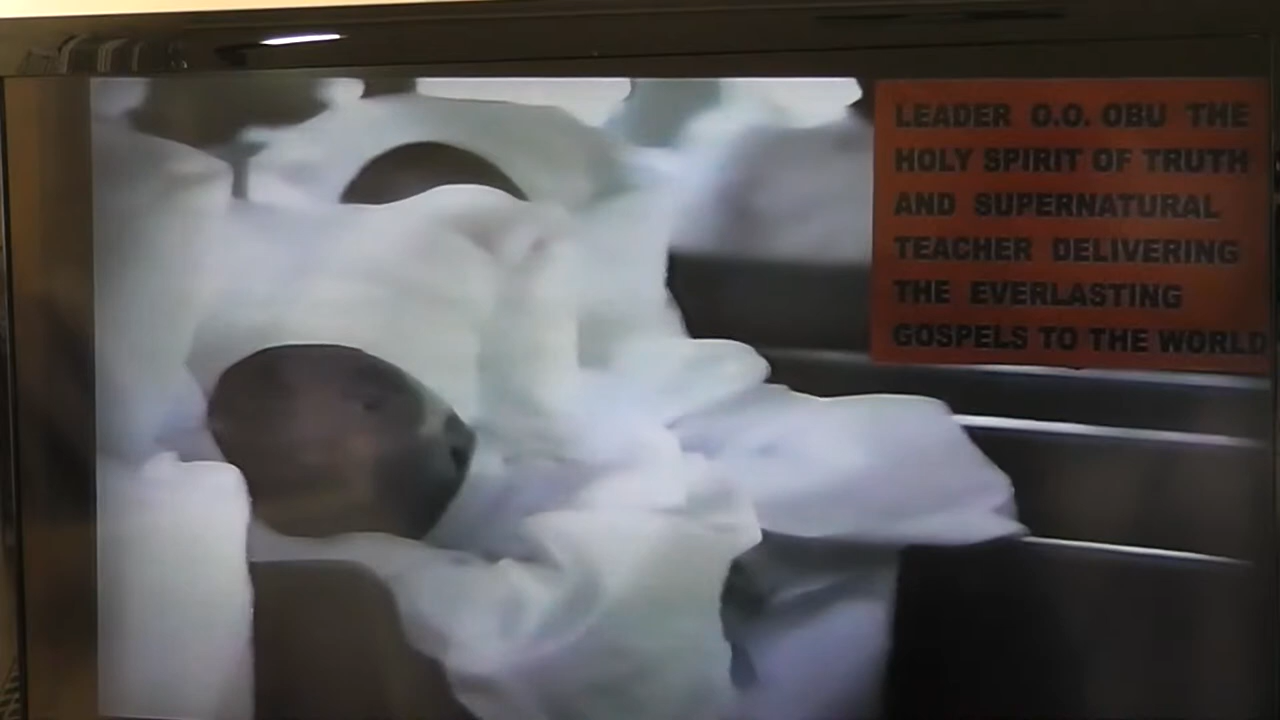 LEADER O.O. OBU THE
HOLY SPIRIT OF TRUTH
AND SUPERNATURAL
TEACHER DELIVERING
THE EVERLASTING
GOSPELS TO THE WORLD